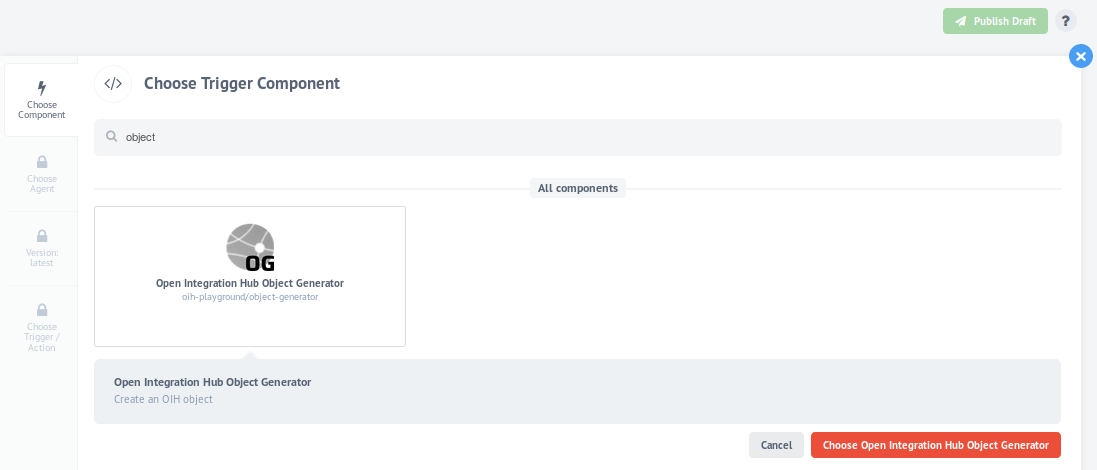 Publish Draft
?
Choose
Component
Choose
Agent
Version:
latest
Choose
Trigger /
Action
</> Choose Trigger Component
object
All components
OG
Open Integration Hub Object Generator
oih-playground/object-generator
Open Integration Hub Object Generator
Create an OIH object
Cancel
Choose Open Integration Hub Object Generator